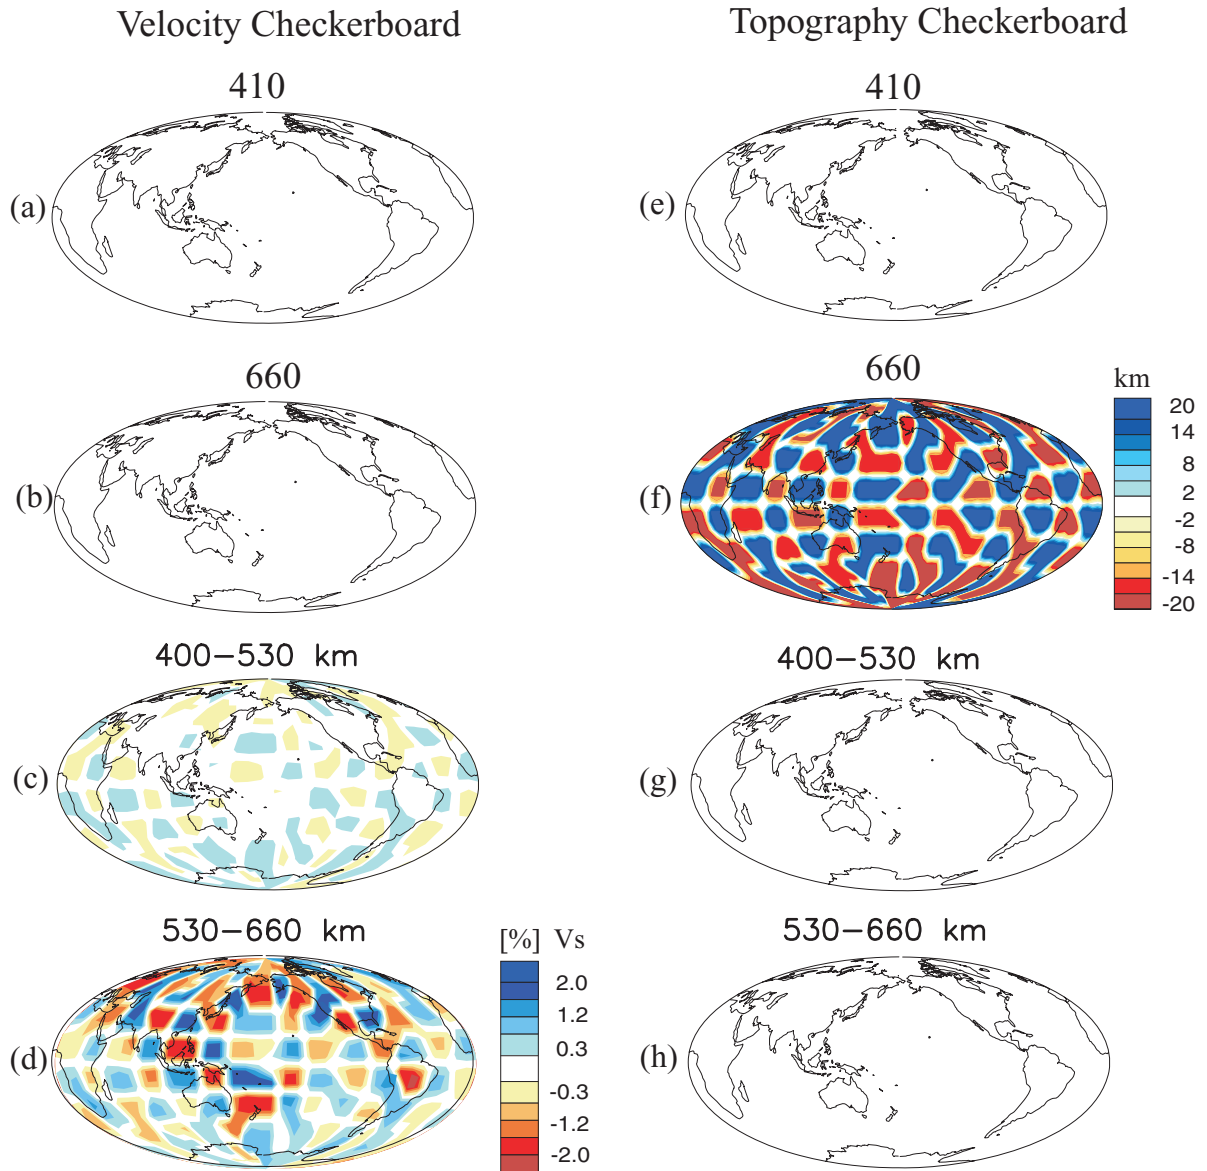 Velocity Checkerboard
Topography Checkerboard
410
(a)
410
(e)
660
(b)
660
(f)
km
20
14
8
2
-2
-8
-14
-20
400–530 km
(c)
400–530 km
(g)
530–660 km
(d)
[%] Vs
2.0
1.2
0.3
-0.3
-1.2
-2.0
530–660 km
(h)